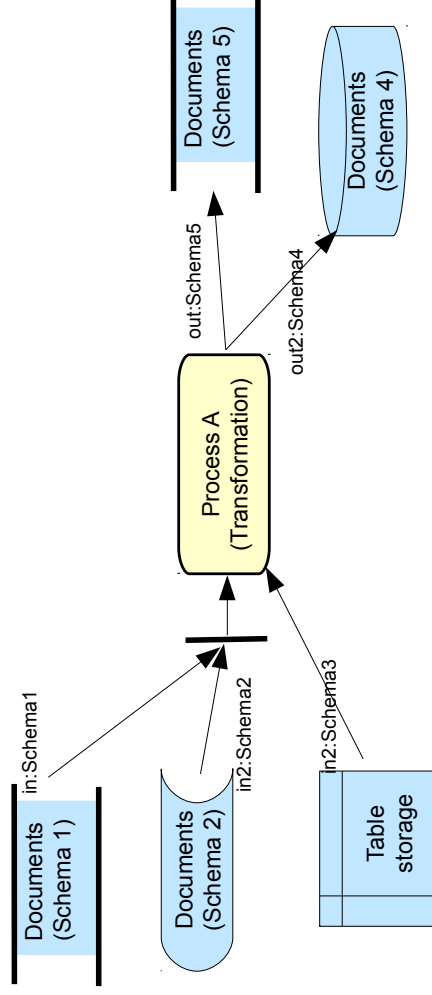 Documents
(Schema 1)
in:Schema1
Documents
(Schema 2)
in2:Schema2
Table
storage
in2:Schema3
Process A
(Transformation)
out:Schema5
out2:Schema4
Documents
(Schema 5)
Documents
(Schema 4)